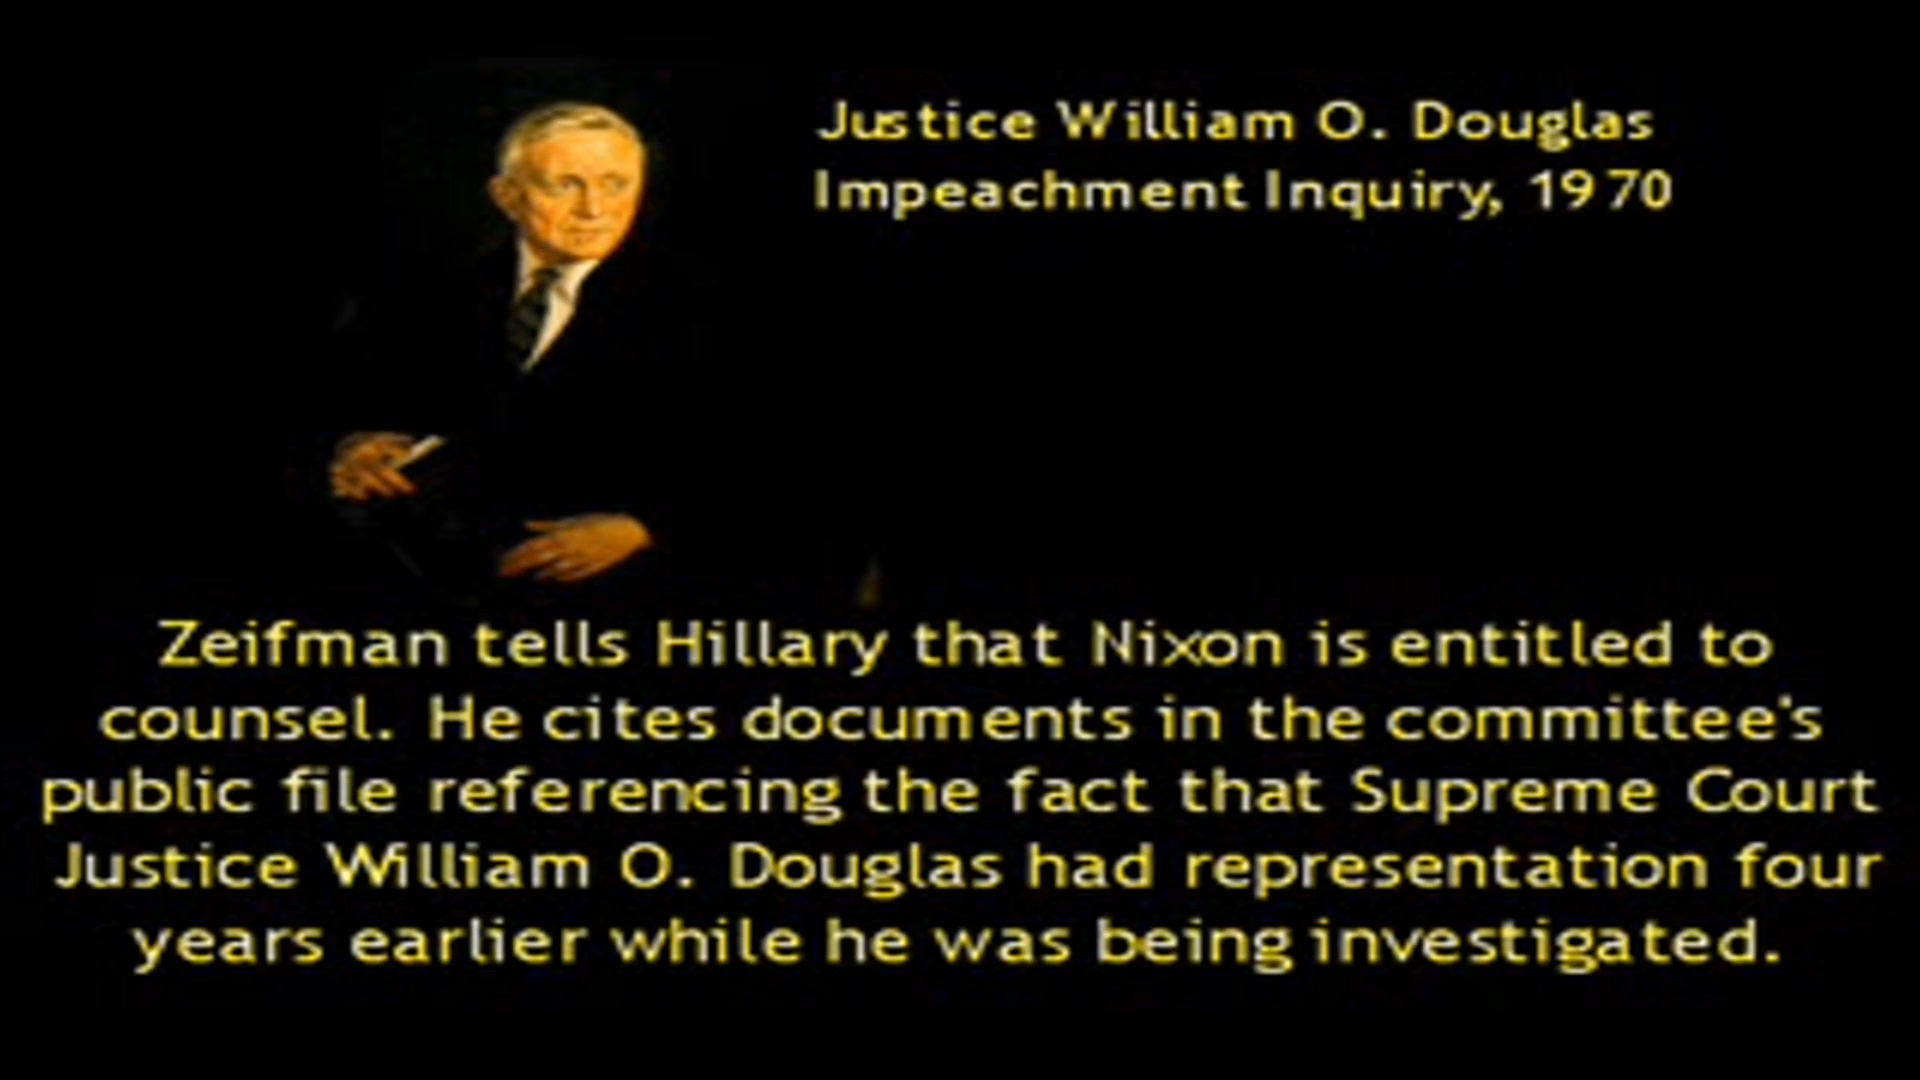 Justice William O. Douglas
Impeachment Inquiry, 1970
Zeifman tells Hillary that Nixon is entitled to
counsel. He cites documents in the committee's
public file referencing the fact that Supreme Court
Justice William O. Douglas had representation four
years earlier while he was being investigated.